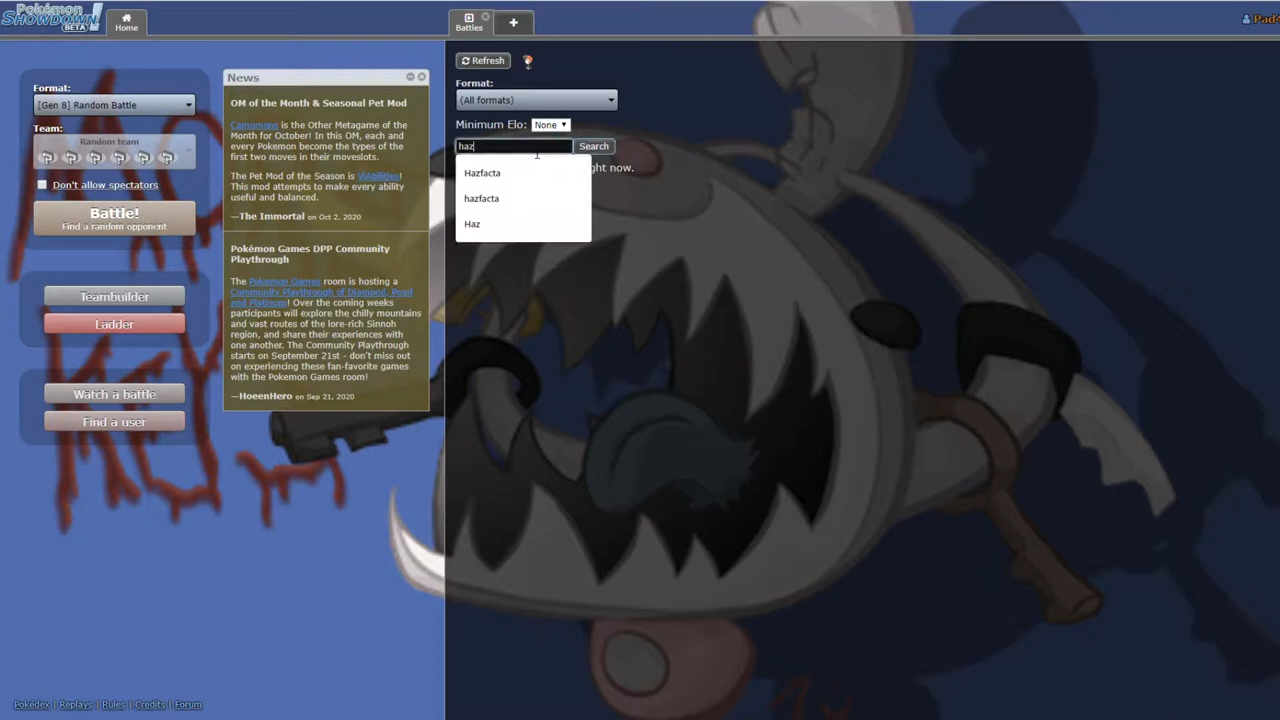 Pokémon
SHOWDOWN!
BETA
Home
Battles
+
Format:
[Gen 8] Random Battle
Team:
Random team
Don't allow spectators
Battle!
Find a random opponent
Teambuilder
Ladder
Watch a battle
Find a user
News
OM of the Month & Seasonal Pet Mod
Camomons is the Other Metagame of the
Month for October! In this OM, each and
every Pokemon become the types of the
first two moves in their moveslots.
The Pet Mod of the Season is ViAbilities!
This mod attempts to make every ability
useful and balanced.
—The Immortal on Oct 2, 2020
Pokémon Games DPP Community
Playthrough
The Pokemon Games room is hosting a
Community Playthrough of Diamond, Pearl
and Platinum! Over the coming weeks
participants will explore the chilly mountains
and vast routes of the lore-rich Sinnoh
region, and share their experiences with
one another. The Community Playthrough
starts on September 21st - don't miss out
on experiencing these fan-favorite games
with the Pokemon Games room!
—HoeenHero on Sep 21, 2020
Refresh
Format:
(All formats)
Minimum Elo: None
haz Search
ght now.
Hazfacta
hazfacta
Haz
Pokédex | Replays | Rules | Credits | Forum